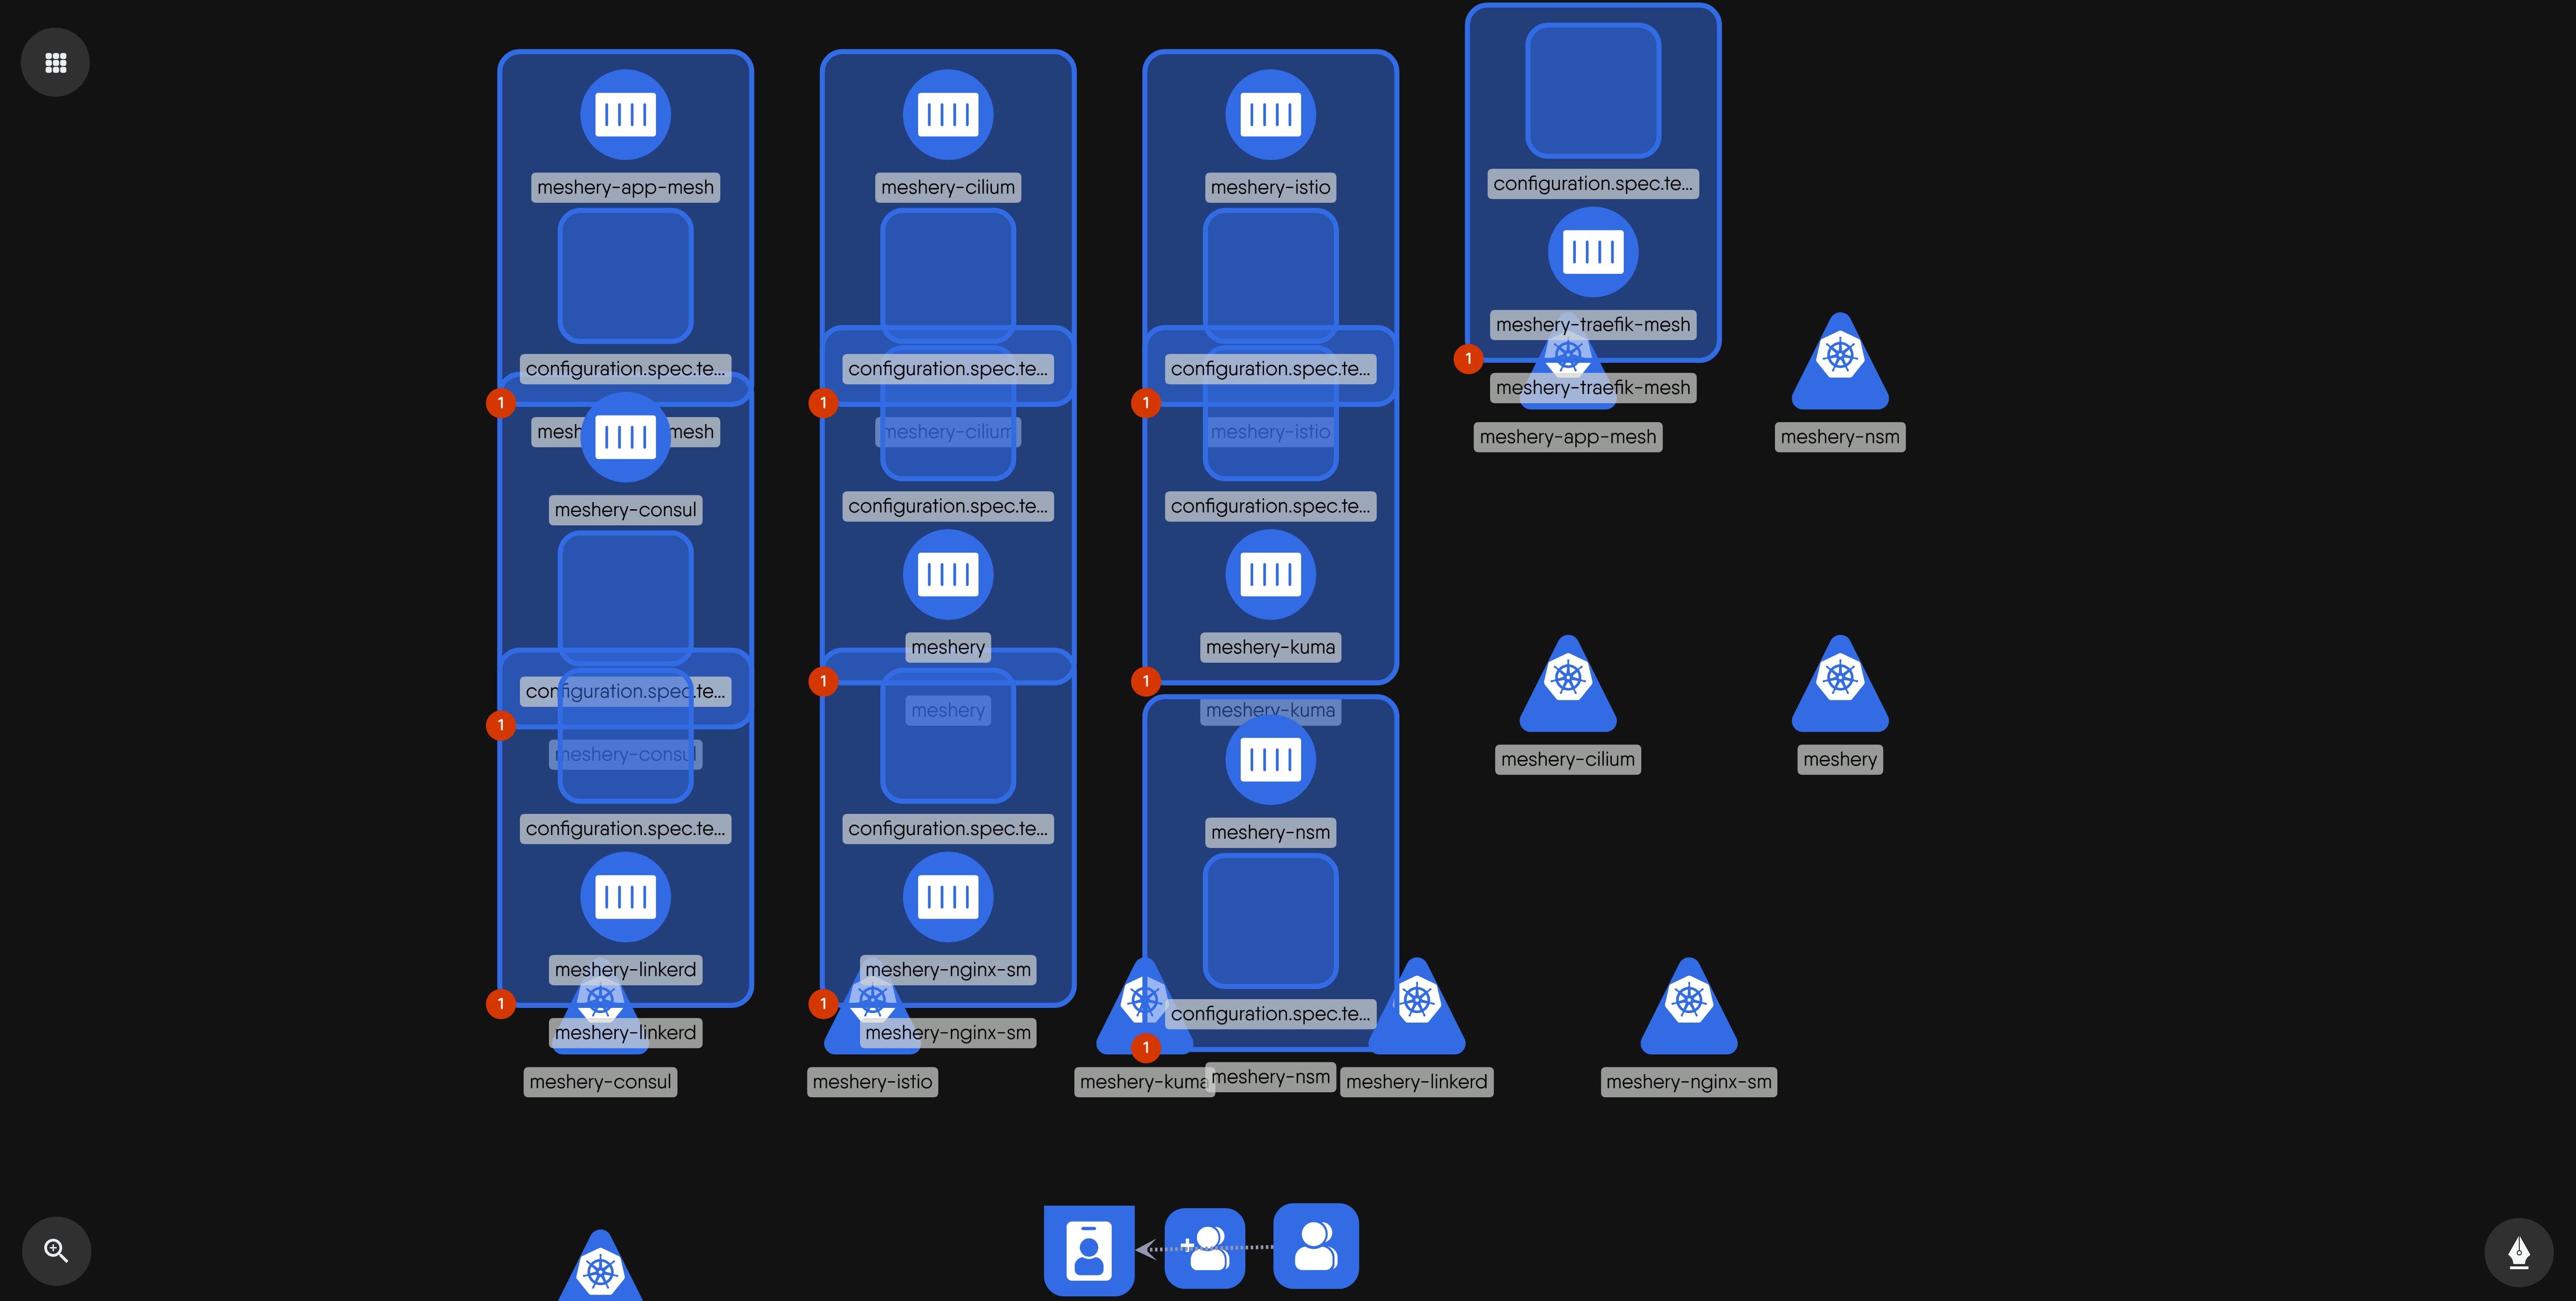 meshery-app-mesh
configuration.spec.te...
1
mesh mesh
meshery-consul
configuration.spec.te...
1
meshery-consul
configuration.spec.te...
meshery-linkerd
1
meshery-linkerd
meshery-consul
meshery-cilium
configuration.spec.te...
1
meshery-cilium
configuration.spec.te...
meshery
1
meshery
configuration.spec.te...
meshery-nginx-sm
1
meshery-nginx-sm
meshery-istio
meshery-istio
configuration.spec.te...
1
meshery-istio
configuration.spec.te...
meshery-kuma
1
meshery-kuma
meshery-nsm
configuration.spec.te...
1
meshery-kuma
meshery-nsm
meshery-linkerd
configuration.spec.te...
meshery-traefik-mesh
1
meshery-traefik-mesh
meshery-app-mesh
meshery-nsm
meshery-cilium
meshery
meshery-nginx-sm